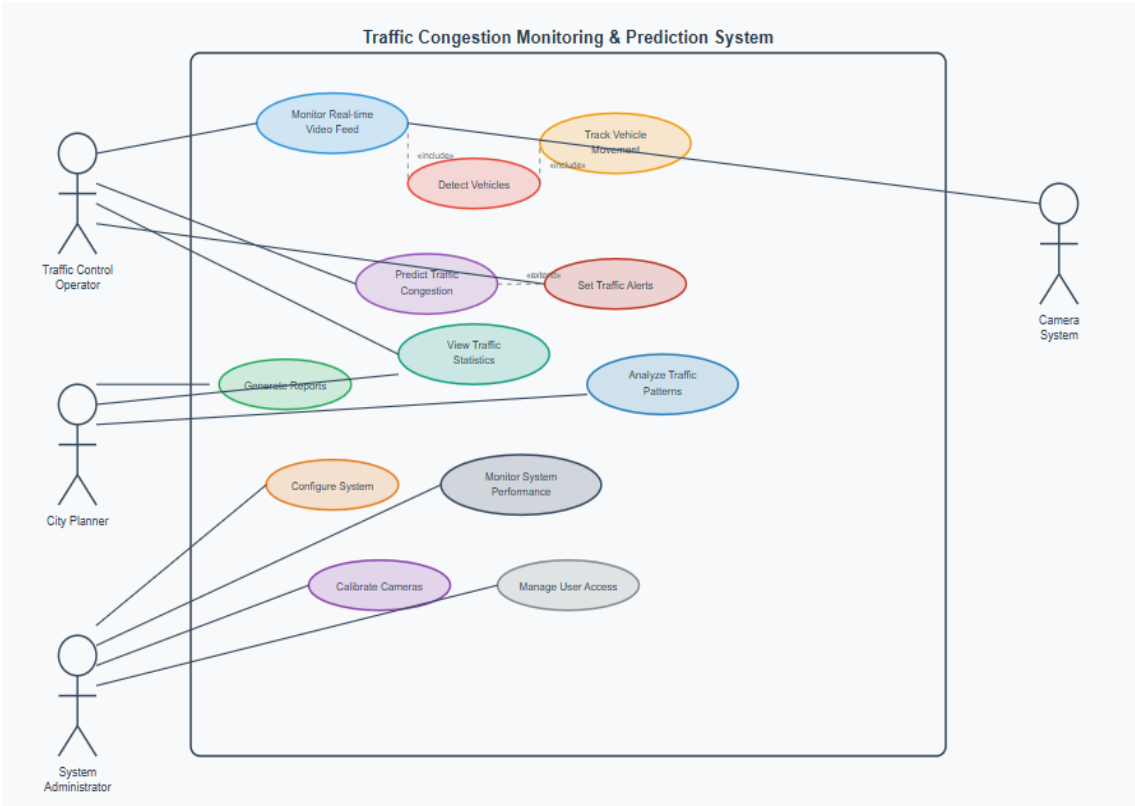 Traffic Congestion Monitoring & Prediction System
Monitor Real-time
Video Feed
Track Vehicle
Movement
«include»
«include»
Detect Vehicles
Traffic Control
Operator
Predict Traffic
Congestion
«extend»
Set Traffic Alerts
Camera
System
View Traffic
Statistics
Generate Reports
Analyze Traffic
Patterns
City Planner
Configure System
Monitor System
Performance
Calibrate Cameras
Manage User Access
System
Administrator